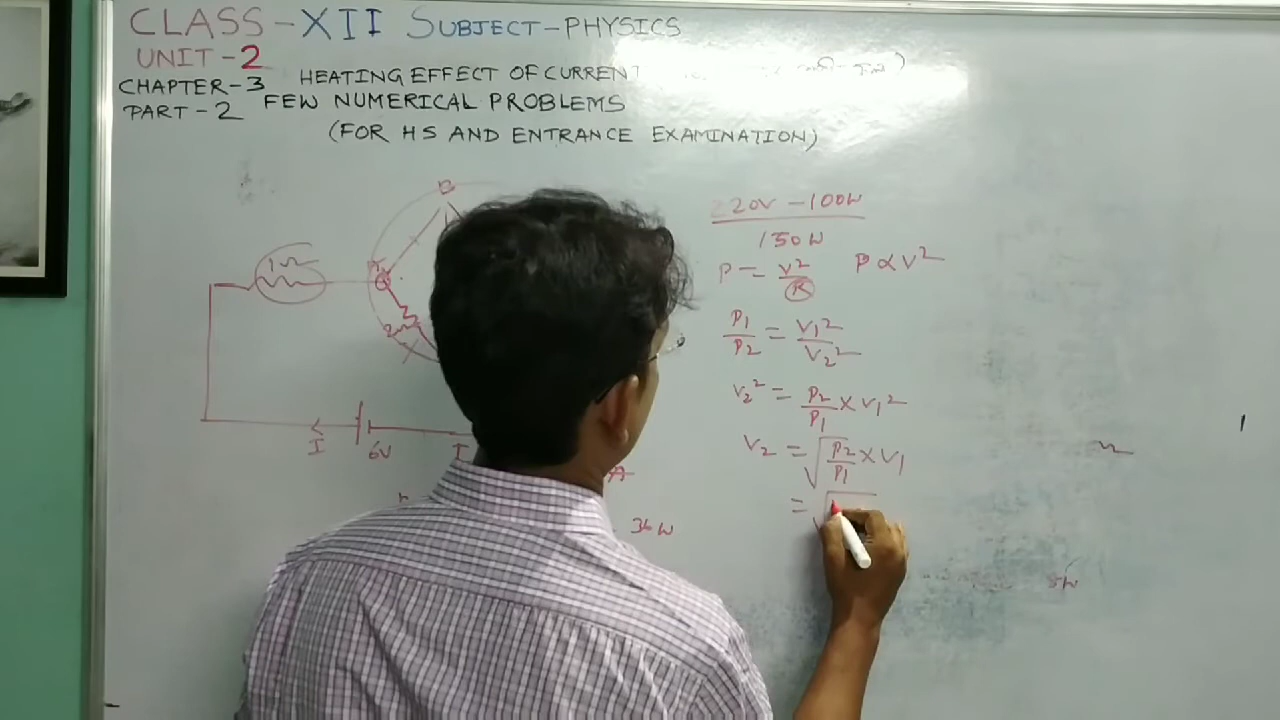 CLASS-XII SUBJECT-PHYSICS
UNIT-2
CHAPTER-3 HEATING EFFECT OF CURRENT
PART-2 FEW NUMERICAL PROBLEMS
(FOR HS AND ENTRANCE EXAMINATION)
B
1Ω
2Ω
I
6V
I
36W
220V-100W
150W
P = V²/R P ∝ V²
P₁/P₂ = V₁²/V₂²
V₂² = P₂/P₁ × V₁²
V₂ = √(P₂/P₁) × V₁
= √